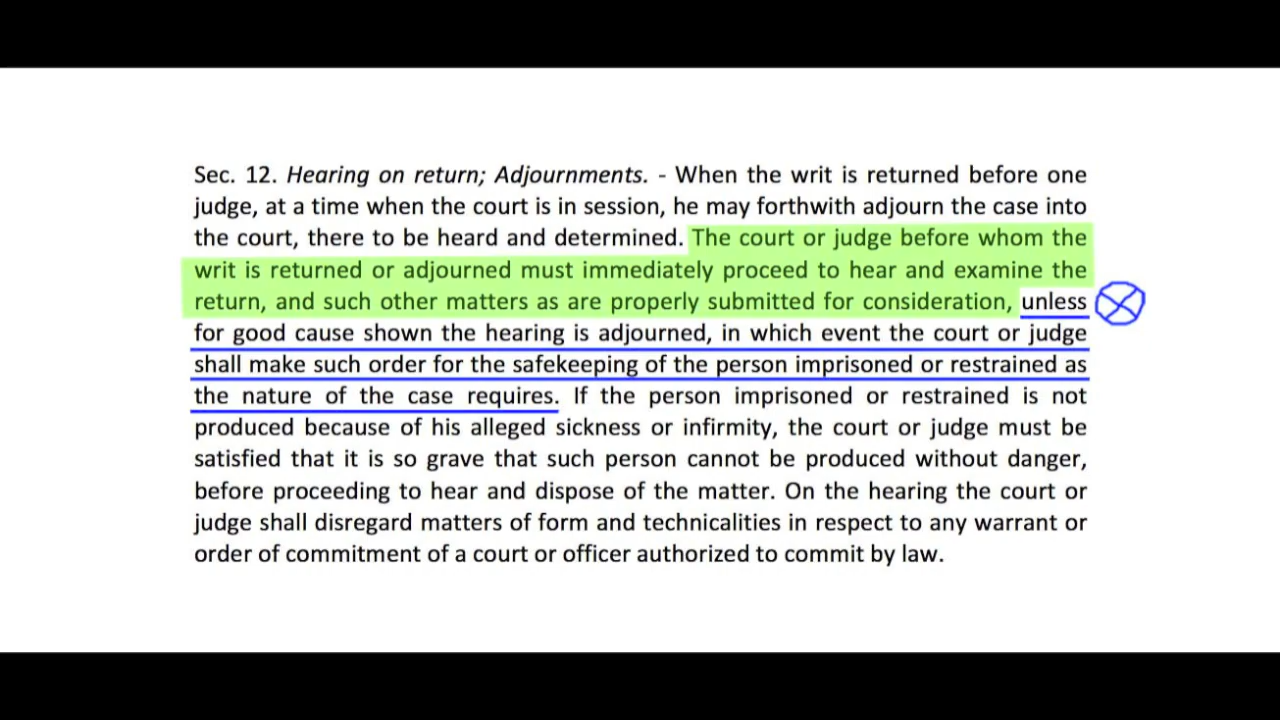 Sec. 12. Hearing on return; Adjournments. - When the writ is returned before one
judge, at a time when the court is in session, he may forthwith adjourn the case into
the court, there to be heard and determined. The court or judge before whom the
writ is returned or adjourned must immediately proceed to hear and examine the
return, and such other matters as are properly submitted for consideration, unless
for good cause shown the hearing is adjourned, in which event the court or judge
shall make such order for the safekeeping of the person imprisoned or restrained as
the nature of the case requires. If the person imprisoned or restrained is not
produced because of his alleged sickness or infirmity, the court or judge must be
satisfied that it is so grave that such person cannot be produced without danger,
before proceeding to hear and dispose of the matter. On the hearing the court or
judge shall disregard matters of form and technicalities in respect to any warrant or
order of commitment of a court or officer authorized to commit by law.